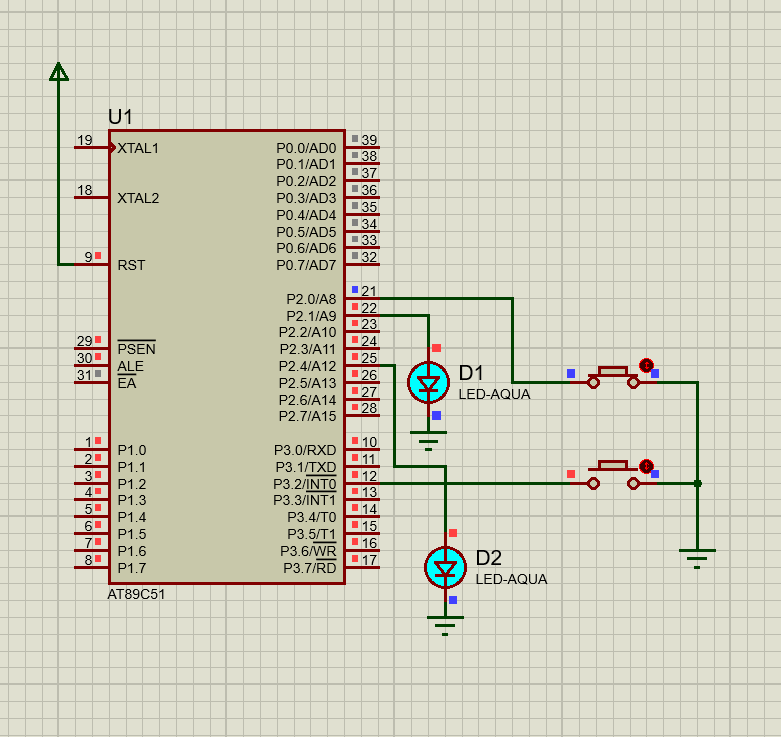 U1
19 XTAL1 P0.0/AD0 39
P0.1/AD1 38
P0.2/AD2 37
18 XTAL2 P0.3/AD3 36
P0.4/AD4 35
P0.5/AD5 34
P0.6/AD6 33
9 RST P0.7/AD7 32
P2.0/A8 21
P2.1/A9 22
P2.2/A10 23
29 PSEN P2.3/A11 24
30 ALE P2.4/A12 25
31 EA P2.5/A13 26
P2.6/A14 27
P2.7/A15 28
1 P1.0 P3.0/RXD 10
2 P1.1 P3.1/TXD 11
3 P1.2 P3.2/INT0 12
4 P1.3 P3.3/INT1 13
5 P1.4 P3.4/T0 14
6 P1.5 P3.5/T1 15
7 P1.6 P3.6/WR 16
8 P1.7 P3.7/RD 17
AT89C51
D1
LED-AQUA
D2
LED-AQUA